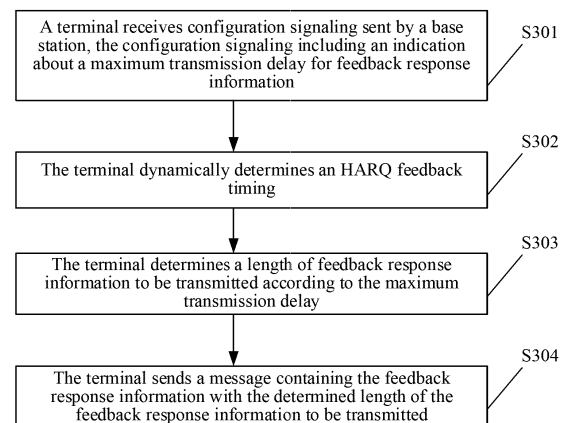 A terminal receives configuration signaling sent by a base
station, the configuration signaling including an indication
about a maximum transmission delay for feedback response
information
S301
The terminal dynamically determines an HARQ feedback
timing
S302
The terminal determines a length of feedback response
information to be transmitted according to the maximum
transmission delay
S303
The terminal sends a message containing the feedback
response information with the determined length of the
feedback response information to be transmitted
S304